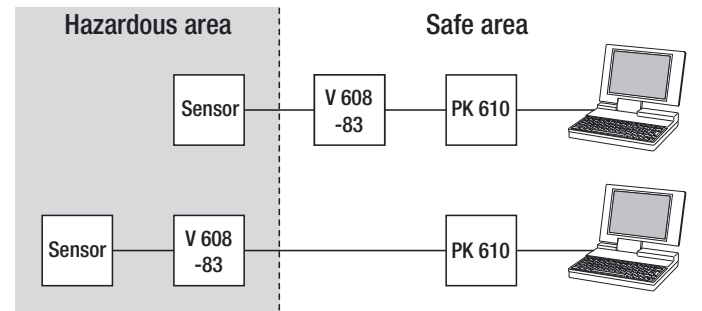 Hazardous area
Safe area
Sensor
V 608
-83
PK 610
Sensor
V 608
-83
PK 610